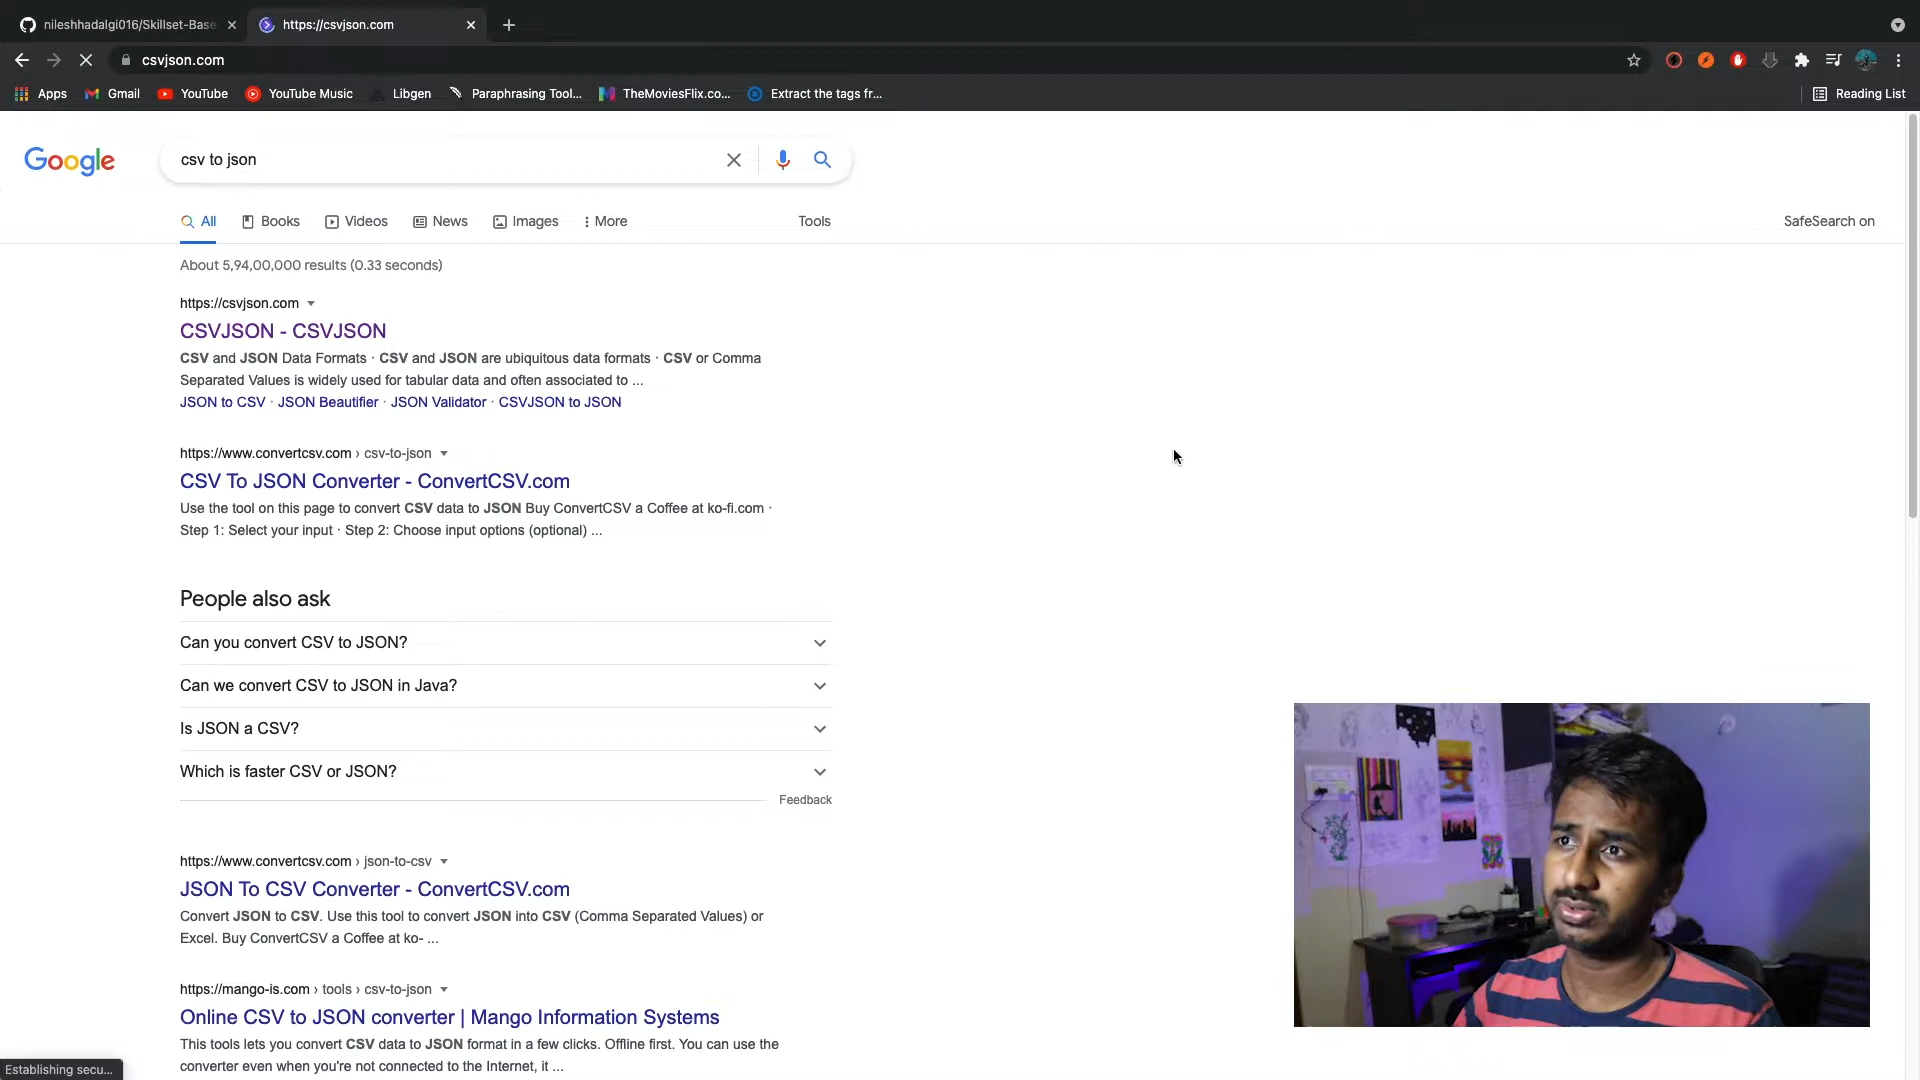 nileshhadalgi016/Skillset-Base
https://csvjson.com
csvjson.com
Apps
Gmail
YouTube
YouTube Music
Libgen
Paraphrasing Tool...
TheMoviesFlix.co...
Extract the tags fr...
Reading List
Google
csv to json
All
Books
Videos
News
Images
More
Tools
SafeSearch on
About 5,94,00,000 results (0.33 seconds)
https://csvjson.com
CSVJSON - CSVJSON
CSV and JSON Data Formats · CSV and JSON are ubiquitous data formats · CSV or Comma
Separated Values is widely used for tabular data and often associated to ...
JSON to CSV · JSON Beautifier · JSON Validator · CSVJSON to JSON
https://www.convertcsv.com › csv-to-json
CSV To JSON Converter - ConvertCSV.com
Use the tool on this page to convert CSV data to JSON Buy ConvertCSV a Coffee at ko-fi.com ·
Step 1: Select your input · Step 2: Choose input options (optional) ...
People also ask
Can you convert CSV to JSON?
Can we convert CSV to JSON in Java?
Is JSON a CSV?
Which is faster CSV or JSON?
Feedback
https://www.convertcsv.com › json-to-csv
JSON To CSV Converter - ConvertCSV.com
Convert JSON to CSV. Use this tool to convert JSON into CSV (Comma Separated Values) or
Excel. Buy ConvertCSV a Coffee at ko- ...
https://mango-is.com › tools › csv-to-json
Online CSV to JSON converter | Mango Information Systems
This tools lets you convert CSV data to JSON format in a few clicks. Offline first. You can use the
converter even when you're not connected to the Internet, it ...
Establishing secu...